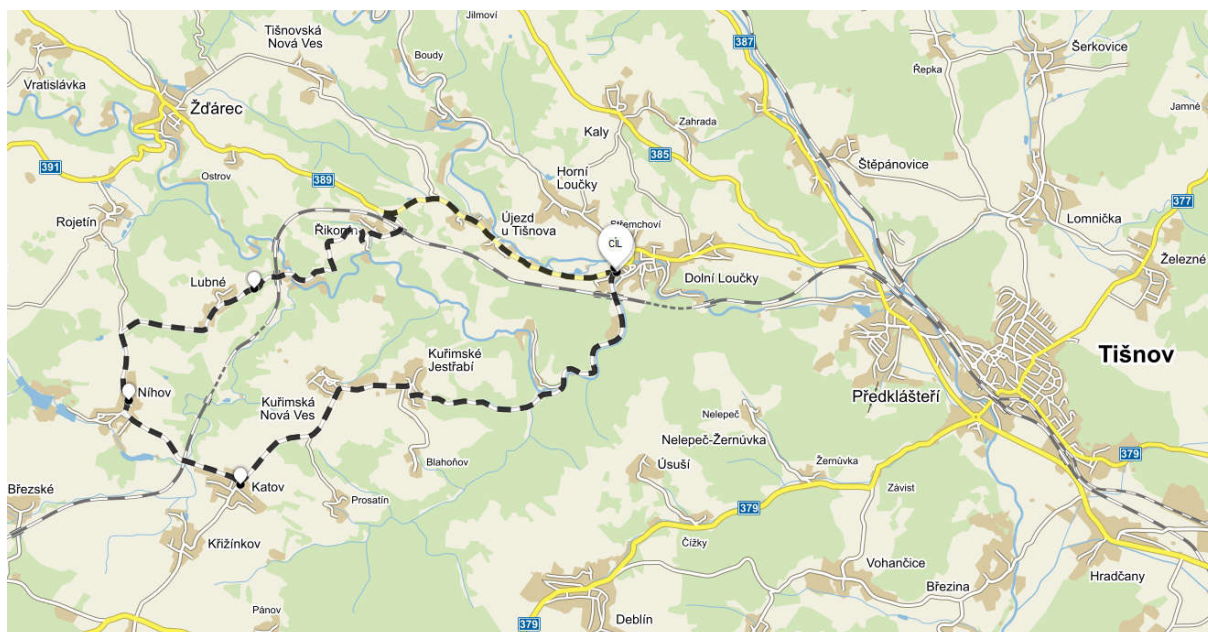 Jilmoví
Tišnovská
Nová Ves
Boudy
387
Šerkovice
Řepka
Vratislávka
Žďárec
Jamné
Zahrada
Kaly
385
Štěpánovice
391
Ostrov
389
Horní
Loučky
377
Rojetín
Lomnička
Střemchoví
Újezd
u Tišnova
CÍL
Železné
Lubné
Dolní Loučky
Tišnov
Kuřimské
Jestřabí
Níhov
Předklášteří
Kuřimská
Nová Ves
Nelepeč
Nelepeč-Žernůvka
379
Blahoňov
Úsuší
Žernůvka
Katov
Závist
Březské
Prosatín
379
Čížky
Křižínkov
Vohančice
Březina
Hradčany
Pánov
Deblín
379